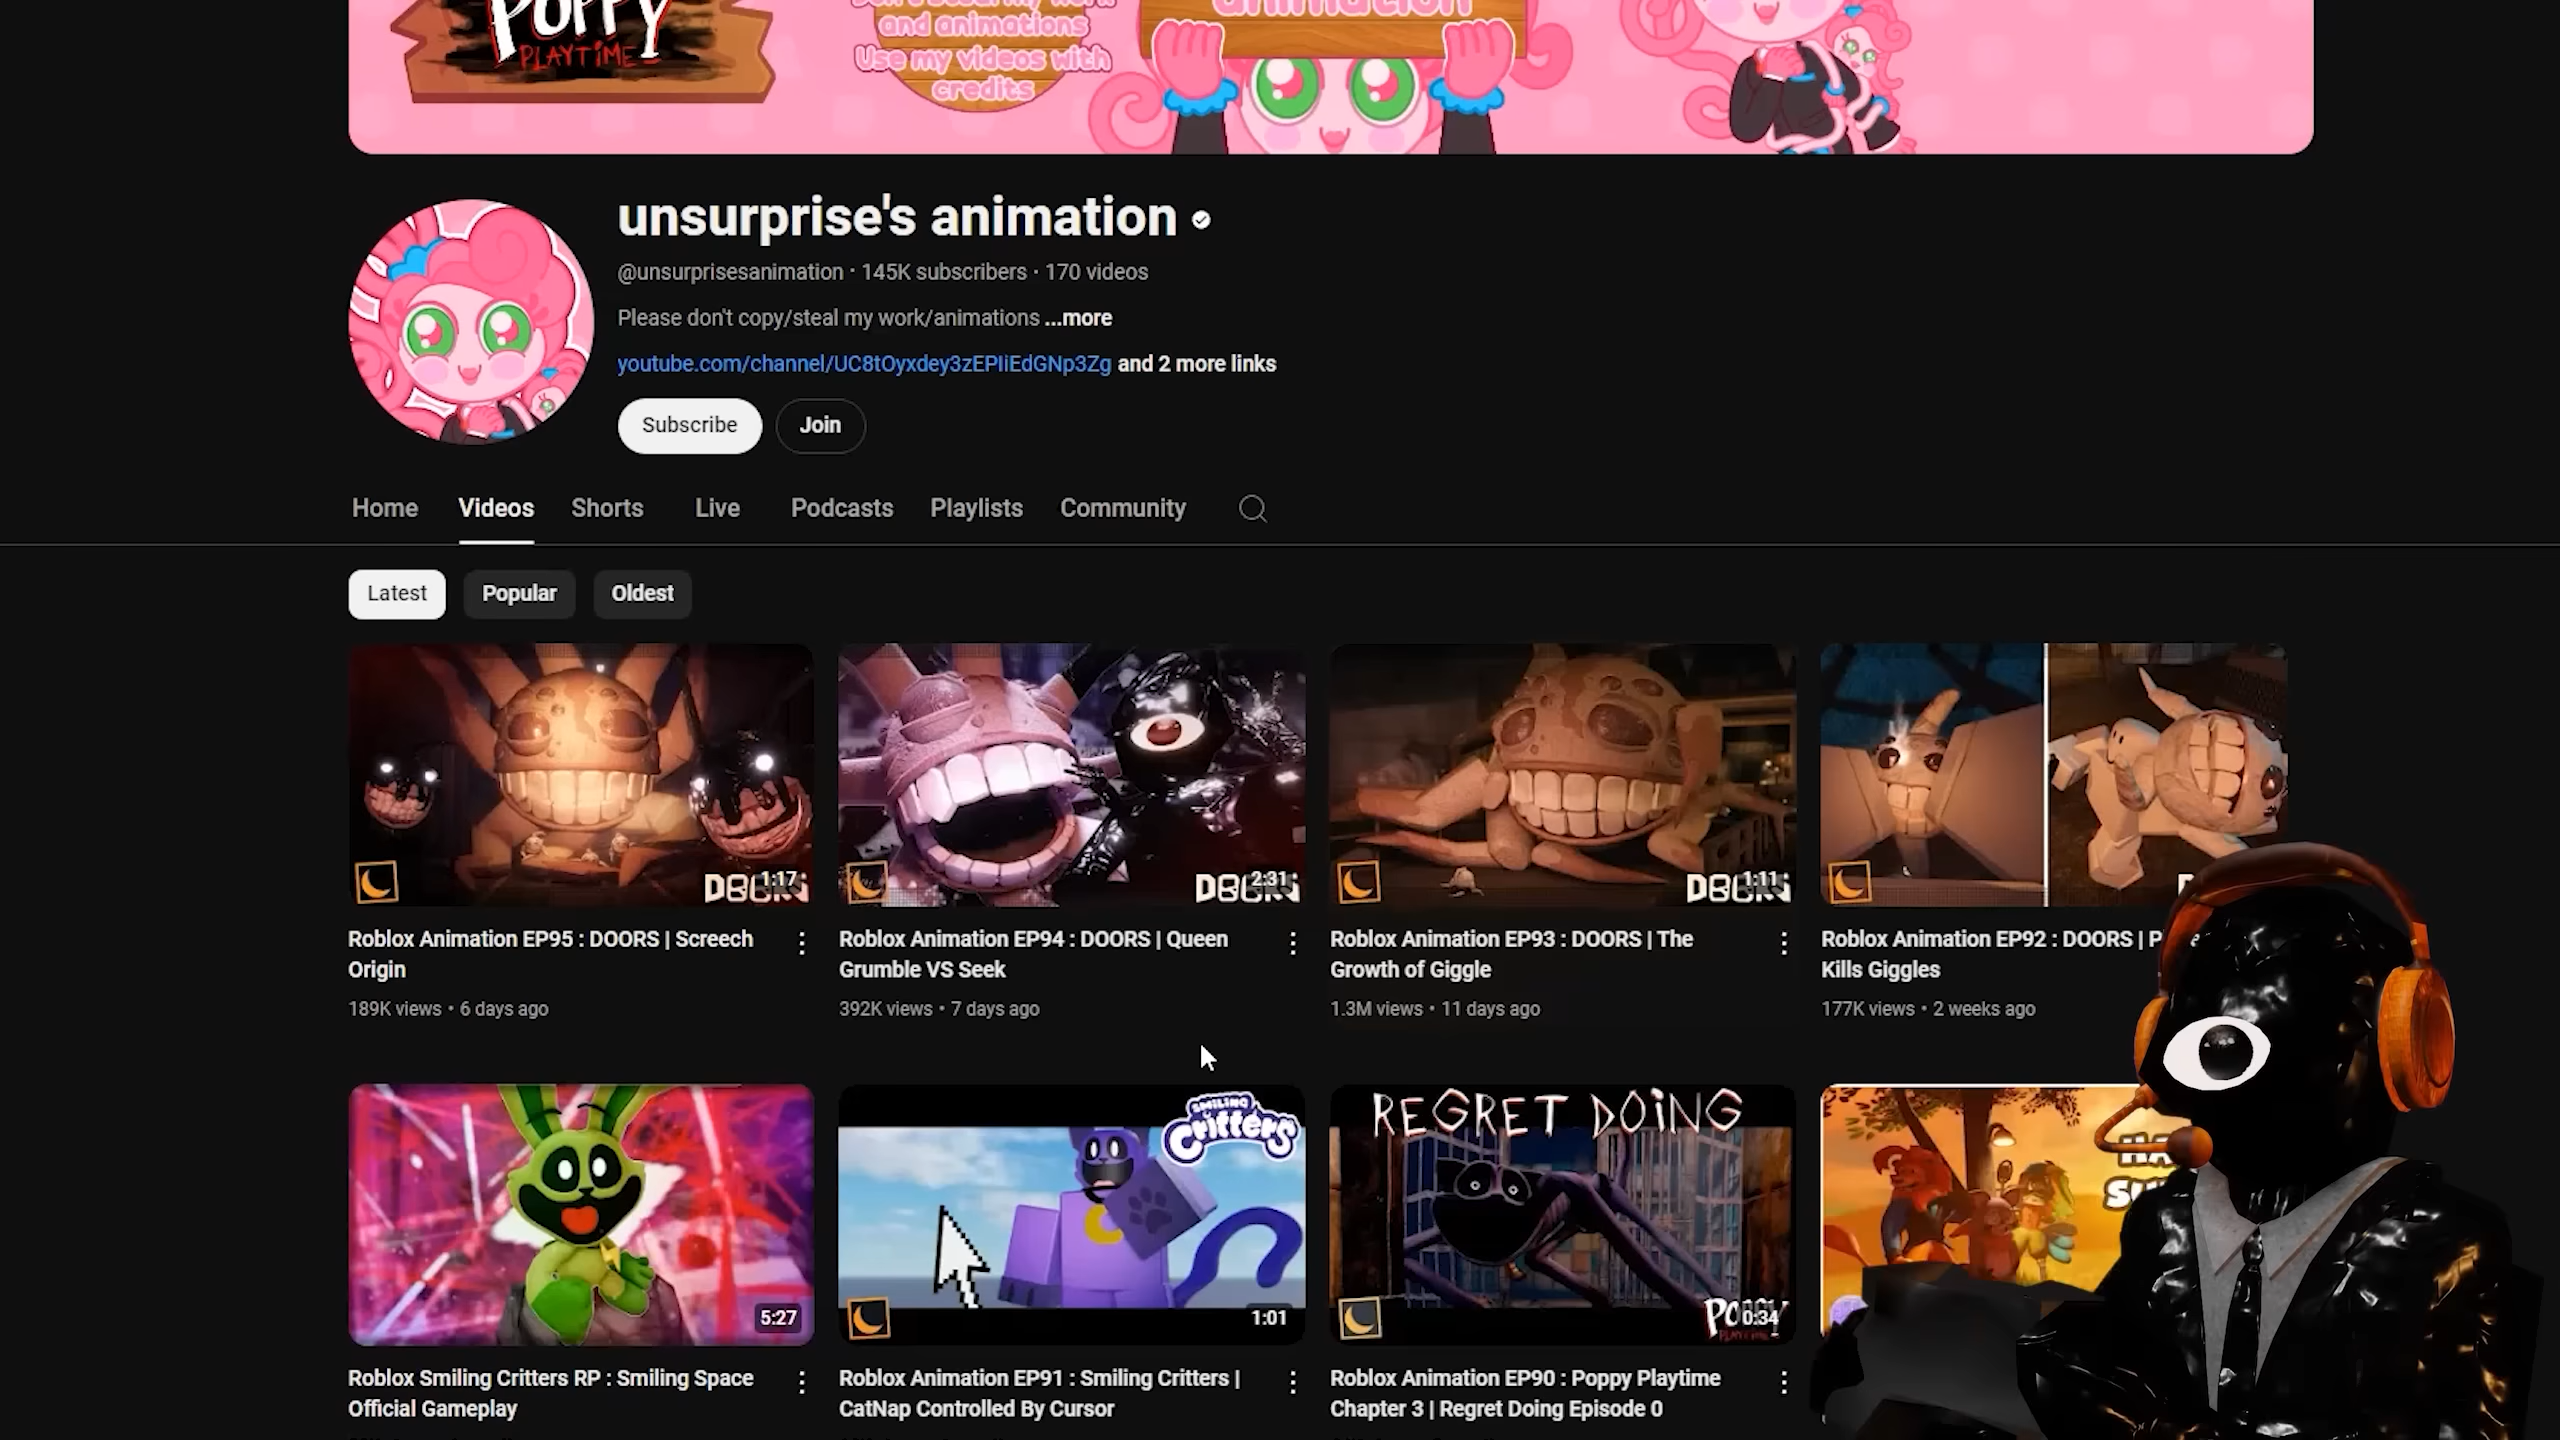 POPPY
PLAYTIME
and animations
Use my videos with
credits
animation
unsurprise's animation
@unsurprisesanimation · 145K subscribers · 170 videos
Please don't copy/steal my work/animations ...more
youtube.com/channel/UC8tOyxdey3zEPIiEdGNp3Zg and 2 more links
Subscribe Join
Home Videos Shorts Live Podcasts Playlists Community
Latest Popular Oldest
1:17 2:31 1:11
Roblox Animation EP95 : DOORS | Screech
Origin
189K views · 6 days ago
Roblox Animation EP94 : DOORS | Queen
Grumble VS Seek
392K views · 7 days ago
Roblox Animation EP93 : DOORS | The
Growth of Giggle
1.3M views · 11 days ago
Roblox Animation EP92 : DOORS |
Kills Giggles
177K views · 2 weeks ago
5:27
SMILING
Critters
1:01
REGRET DOING
0:34
Roblox Smiling Critters RP : Smiling Space
Official Gameplay
Roblox Animation EP91 : Smiling Critters |
CatNap Controlled By Cursor
Roblox Animation EP90 : Poppy Playtime
Chapter 3 | Regret Doing Episode 0